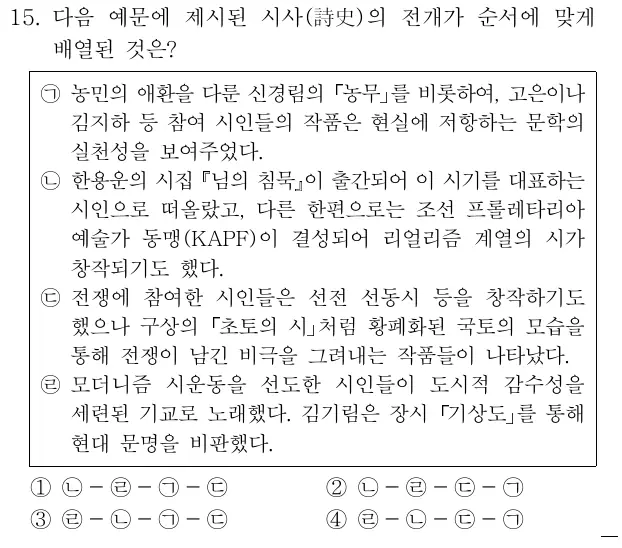 15. 다음 예문에 제시된 시사(詩史)의 전개가 순서에 맞게
배열된 것은?
㉠ 농민의 애환을 다룬 신경림의 「농무」를 비롯하여, 고은이나
김지하 등 참여 시인들의 작품은 현실에 저항하는 문학의
실천성을 보여주었다.
㉡ 한용운의 시집 『님의 침묵』이 출간되어 이 시기를 대표하는
시인으로 떠올랐고, 다른 한편으로는 조선 프롤레타리아
예술가 동맹(KAPF)이 결성되어 리얼리즘 계열의 시가
창작되기도 했다.
㉢ 전쟁에 참여한 시인들은 선전 선동시 등을 창작하기도
했으나 구상의 「초토의 시」처럼 황폐화된 국토의 모습을
통해 전쟁이 남긴 비극을 그려내는 작품들이 나타났다.
㉣ 모더니즘 시운동을 선도한 시인들이 도시적 감수성을
세련된 기교로 노래했다. 김기림은 장시 「기상도」를 통해
현대 문명을 비판했다.
① ㉡－㉣－㉠－㉢ ② ㉡－㉣－㉢－㉠
③ ㉣－㉡－㉠－㉢ ④ ㉣－㉡－㉢－㉠